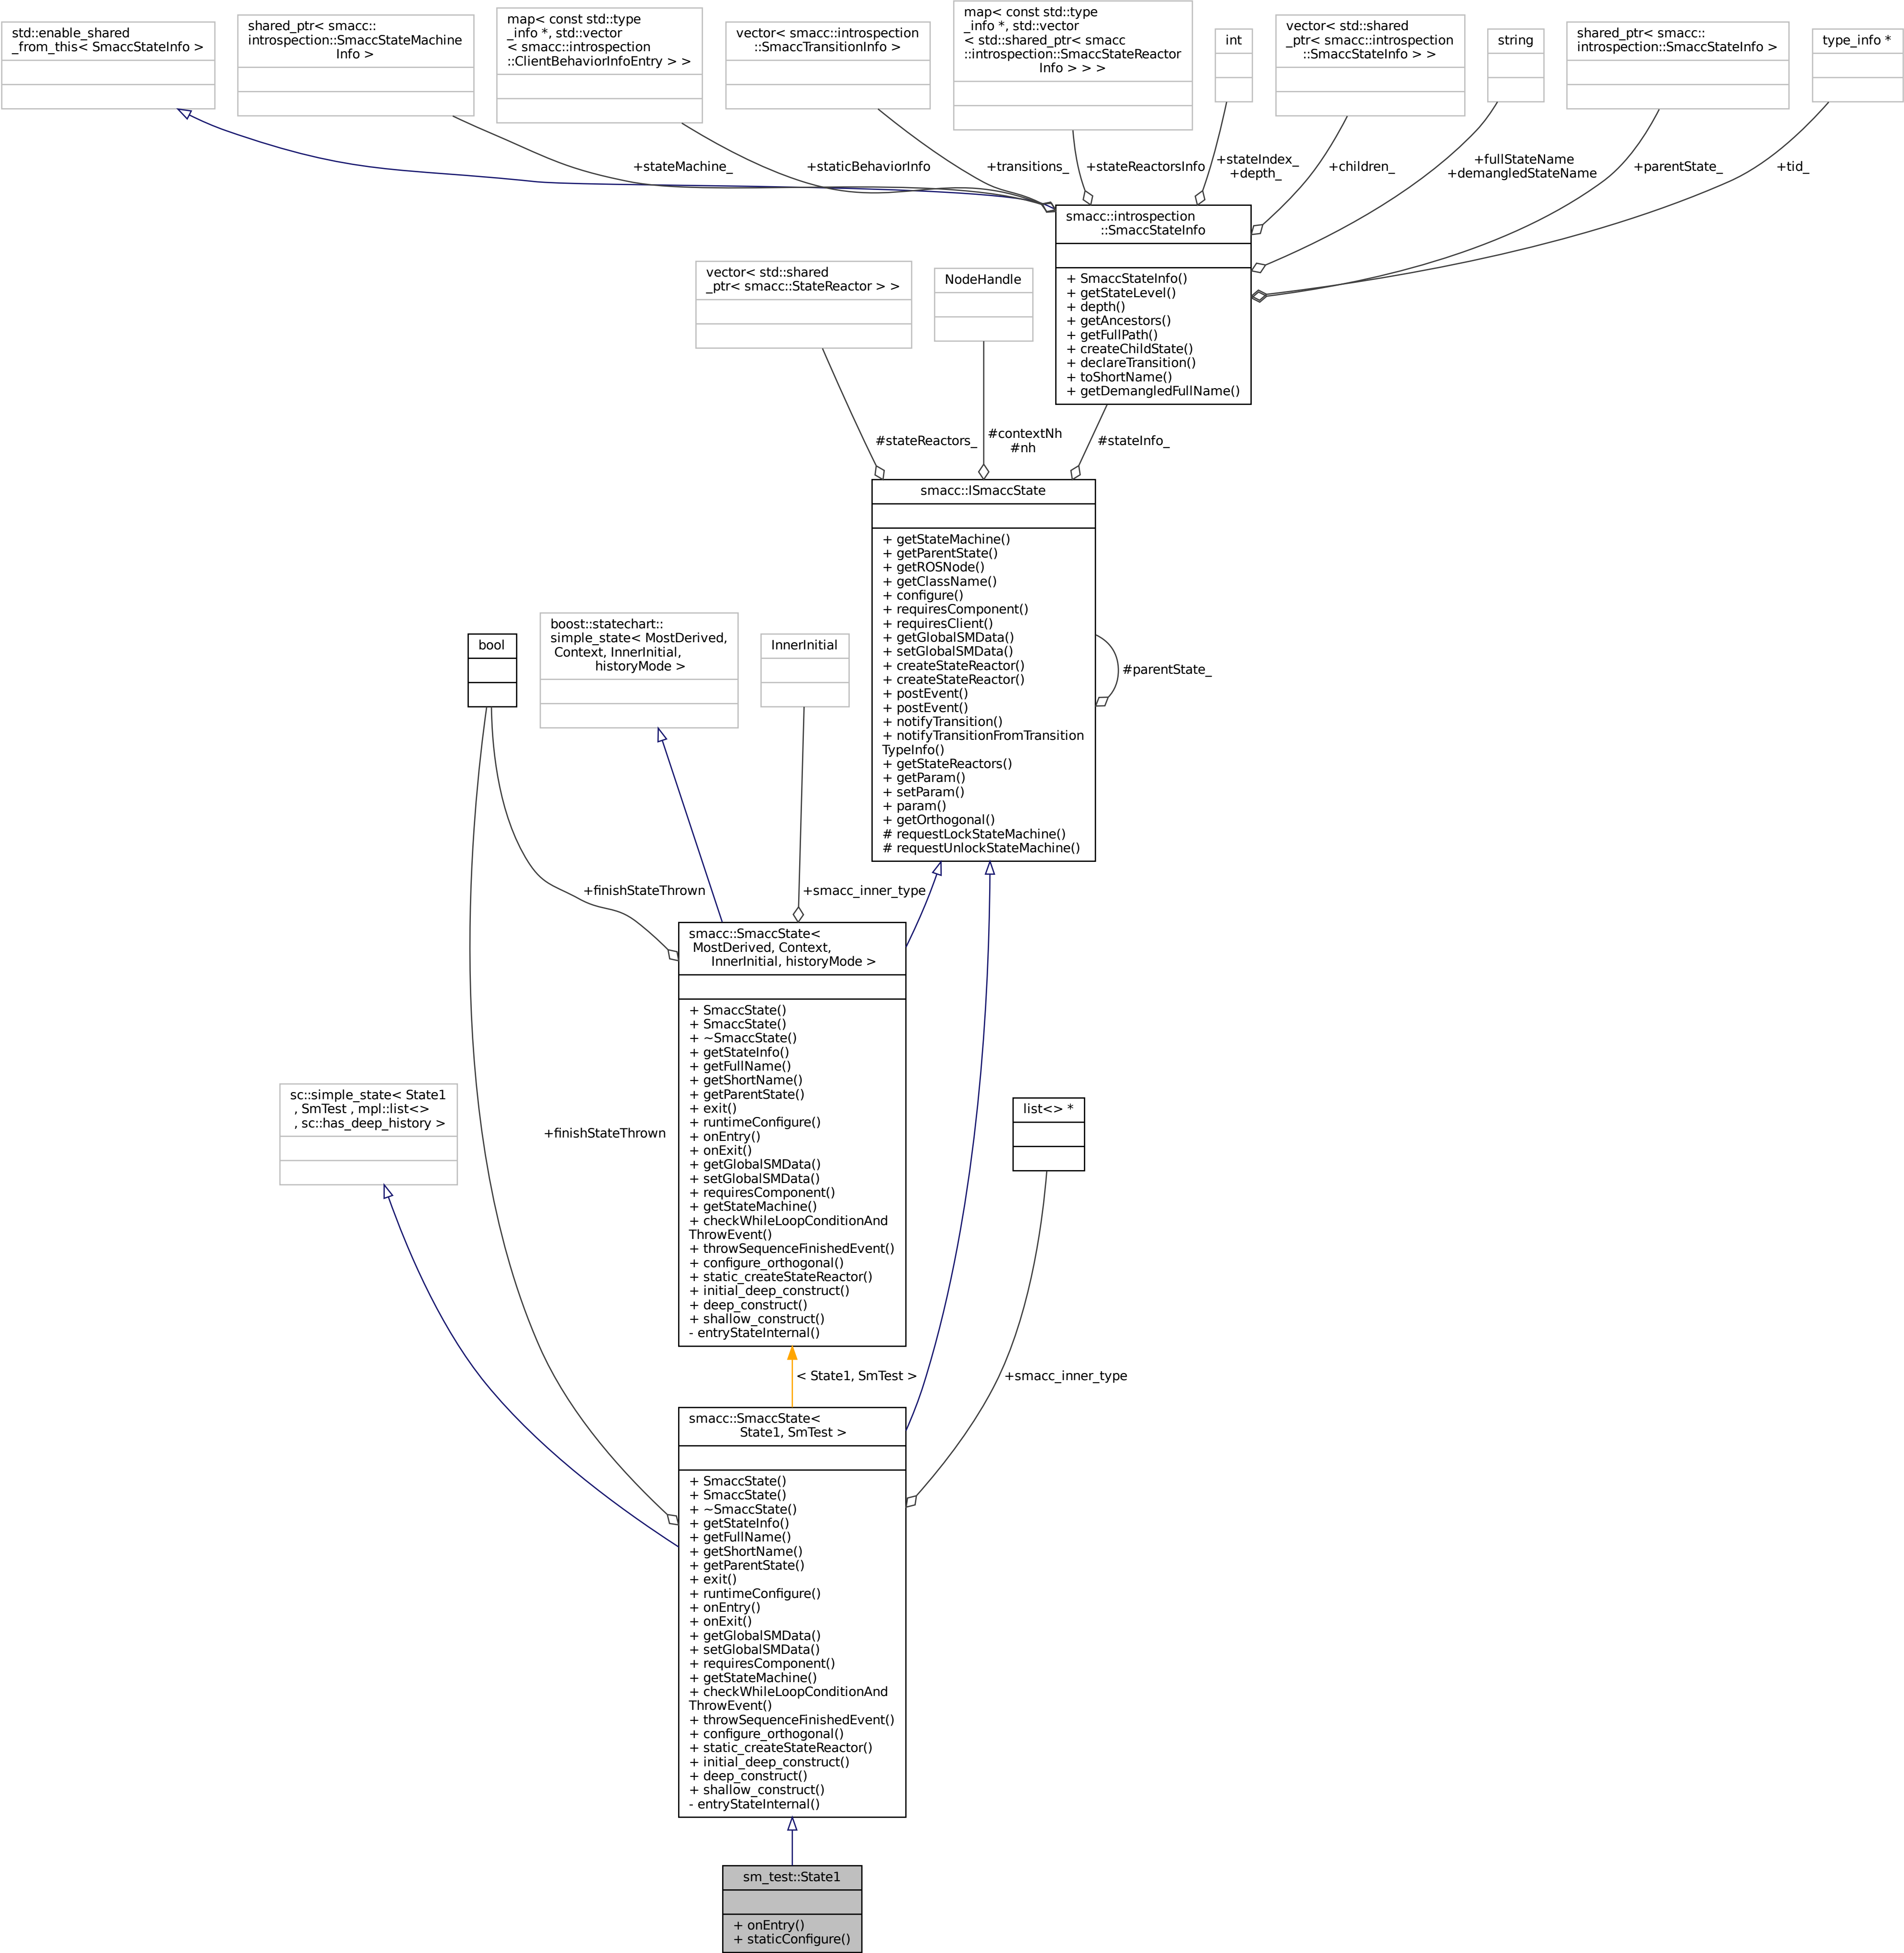 std::enable_shared
_from_this< SmaccStateInfo >
shared_ptr< smacc::
introspection::SmaccStateMachine
Info >
map< const std::type
_info *, std::vector
< smacc::introspection
::ClientBehaviorInfoEntry > >
vector< smacc::introspection
::SmaccTransitionInfo >
map< const std::type
_info *, std::vector
< std::shared_ptr< smacc
::introspection::SmaccStateReactor
Info > > >
int
vector< std::shared
_ptr< smacc::introspection
::SmaccStateInfo > >
string
shared_ptr< smacc::
introspection::SmaccStateInfo >
type_info *
+stateMachine_
+staticBehaviorInfo
+transitions_
+stateReactorsInfo
+stateIndex_
+depth_
+children_
+fullStateName
+demangledStateName
+parentState_
+tid_
smacc::introspection
::SmaccStateInfo
+ SmaccStateInfo()
+ getStateLevel()
+ depth()
+ getAncestors()
+ getFullPath()
+ createChildState()
+ declareTransition()
+ toShortName()
+ getDemangledFullName()
vector< std::shared
_ptr< smacc::StateReactor > >
NodeHandle
#stateReactors_
#contextNh
#nh
#stateInfo_
smacc::ISmaccState
+ getStateMachine()
+ getParentState()
+ getROSNode()
+ getClassName()
+ configure()
+ requiresComponent()
+ requiresClient()
+ getGlobalSMData()
+ setGlobalSMData()
+ createStateReactor()
+ createStateReactor()
+ postEvent()
+ postEvent()
+ notifyTransition()
+ notifyTransitionFromTransition
TypeInfo()
+ getStateReactors()
+ getParam()
+ setParam()
+ param()
+ getOrthogonal()
# requestLockStateMachine()
# requestUnlockStateMachine()
#parentState_
bool
boost::statechart::
simple_state< MostDerived,
Context, InnerInitial,
historyMode >
InnerInitial
+finishStateThrown
+smacc_inner_type
smacc::SmaccState<
MostDerived, Context,
InnerInitial, historyMode >
+ SmaccState()
+ SmaccState()
+ ~SmaccState()
+ getStateInfo()
+ getFullName()
+ getShortName()
+ getParentState()
+ exit()
+ runtimeConfigure()
+ onEntry()
+ onExit()
+ getGlobalSMData()
+ setGlobalSMData()
+ requiresComponent()
+ getStateMachine()
+ checkWhileLoopConditionAnd
ThrowEvent()
+ throwSequenceFinishedEvent()
+ configure_orthogonal()
+ static_createStateReactor()
+ initial_deep_construct()
+ deep_construct()
+ shallow_construct()
- entryStateInternal()
sc::simple_state< State1
, SmTest , mpl::list<>
, sc::has_deep_history >
+finishStateThrown
list<> *
< State1, SmTest >
+smacc_inner_type
smacc::SmaccState<
State1, SmTest >
+ SmaccState()
+ SmaccState()
+ ~SmaccState()
+ getStateInfo()
+ getFullName()
+ getShortName()
+ getParentState()
+ exit()
+ runtimeConfigure()
+ onEntry()
+ onExit()
+ getGlobalSMData()
+ setGlobalSMData()
+ requiresComponent()
+ getStateMachine()
+ checkWhileLoopConditionAnd
ThrowEvent()
+ throwSequenceFinishedEvent()
+ configure_orthogonal()
+ static_createStateReactor()
+ initial_deep_construct()
+ deep_construct()
+ shallow_construct()
- entryStateInternal()
sm_test::State1
+ onEntry()
+ staticConfigure()